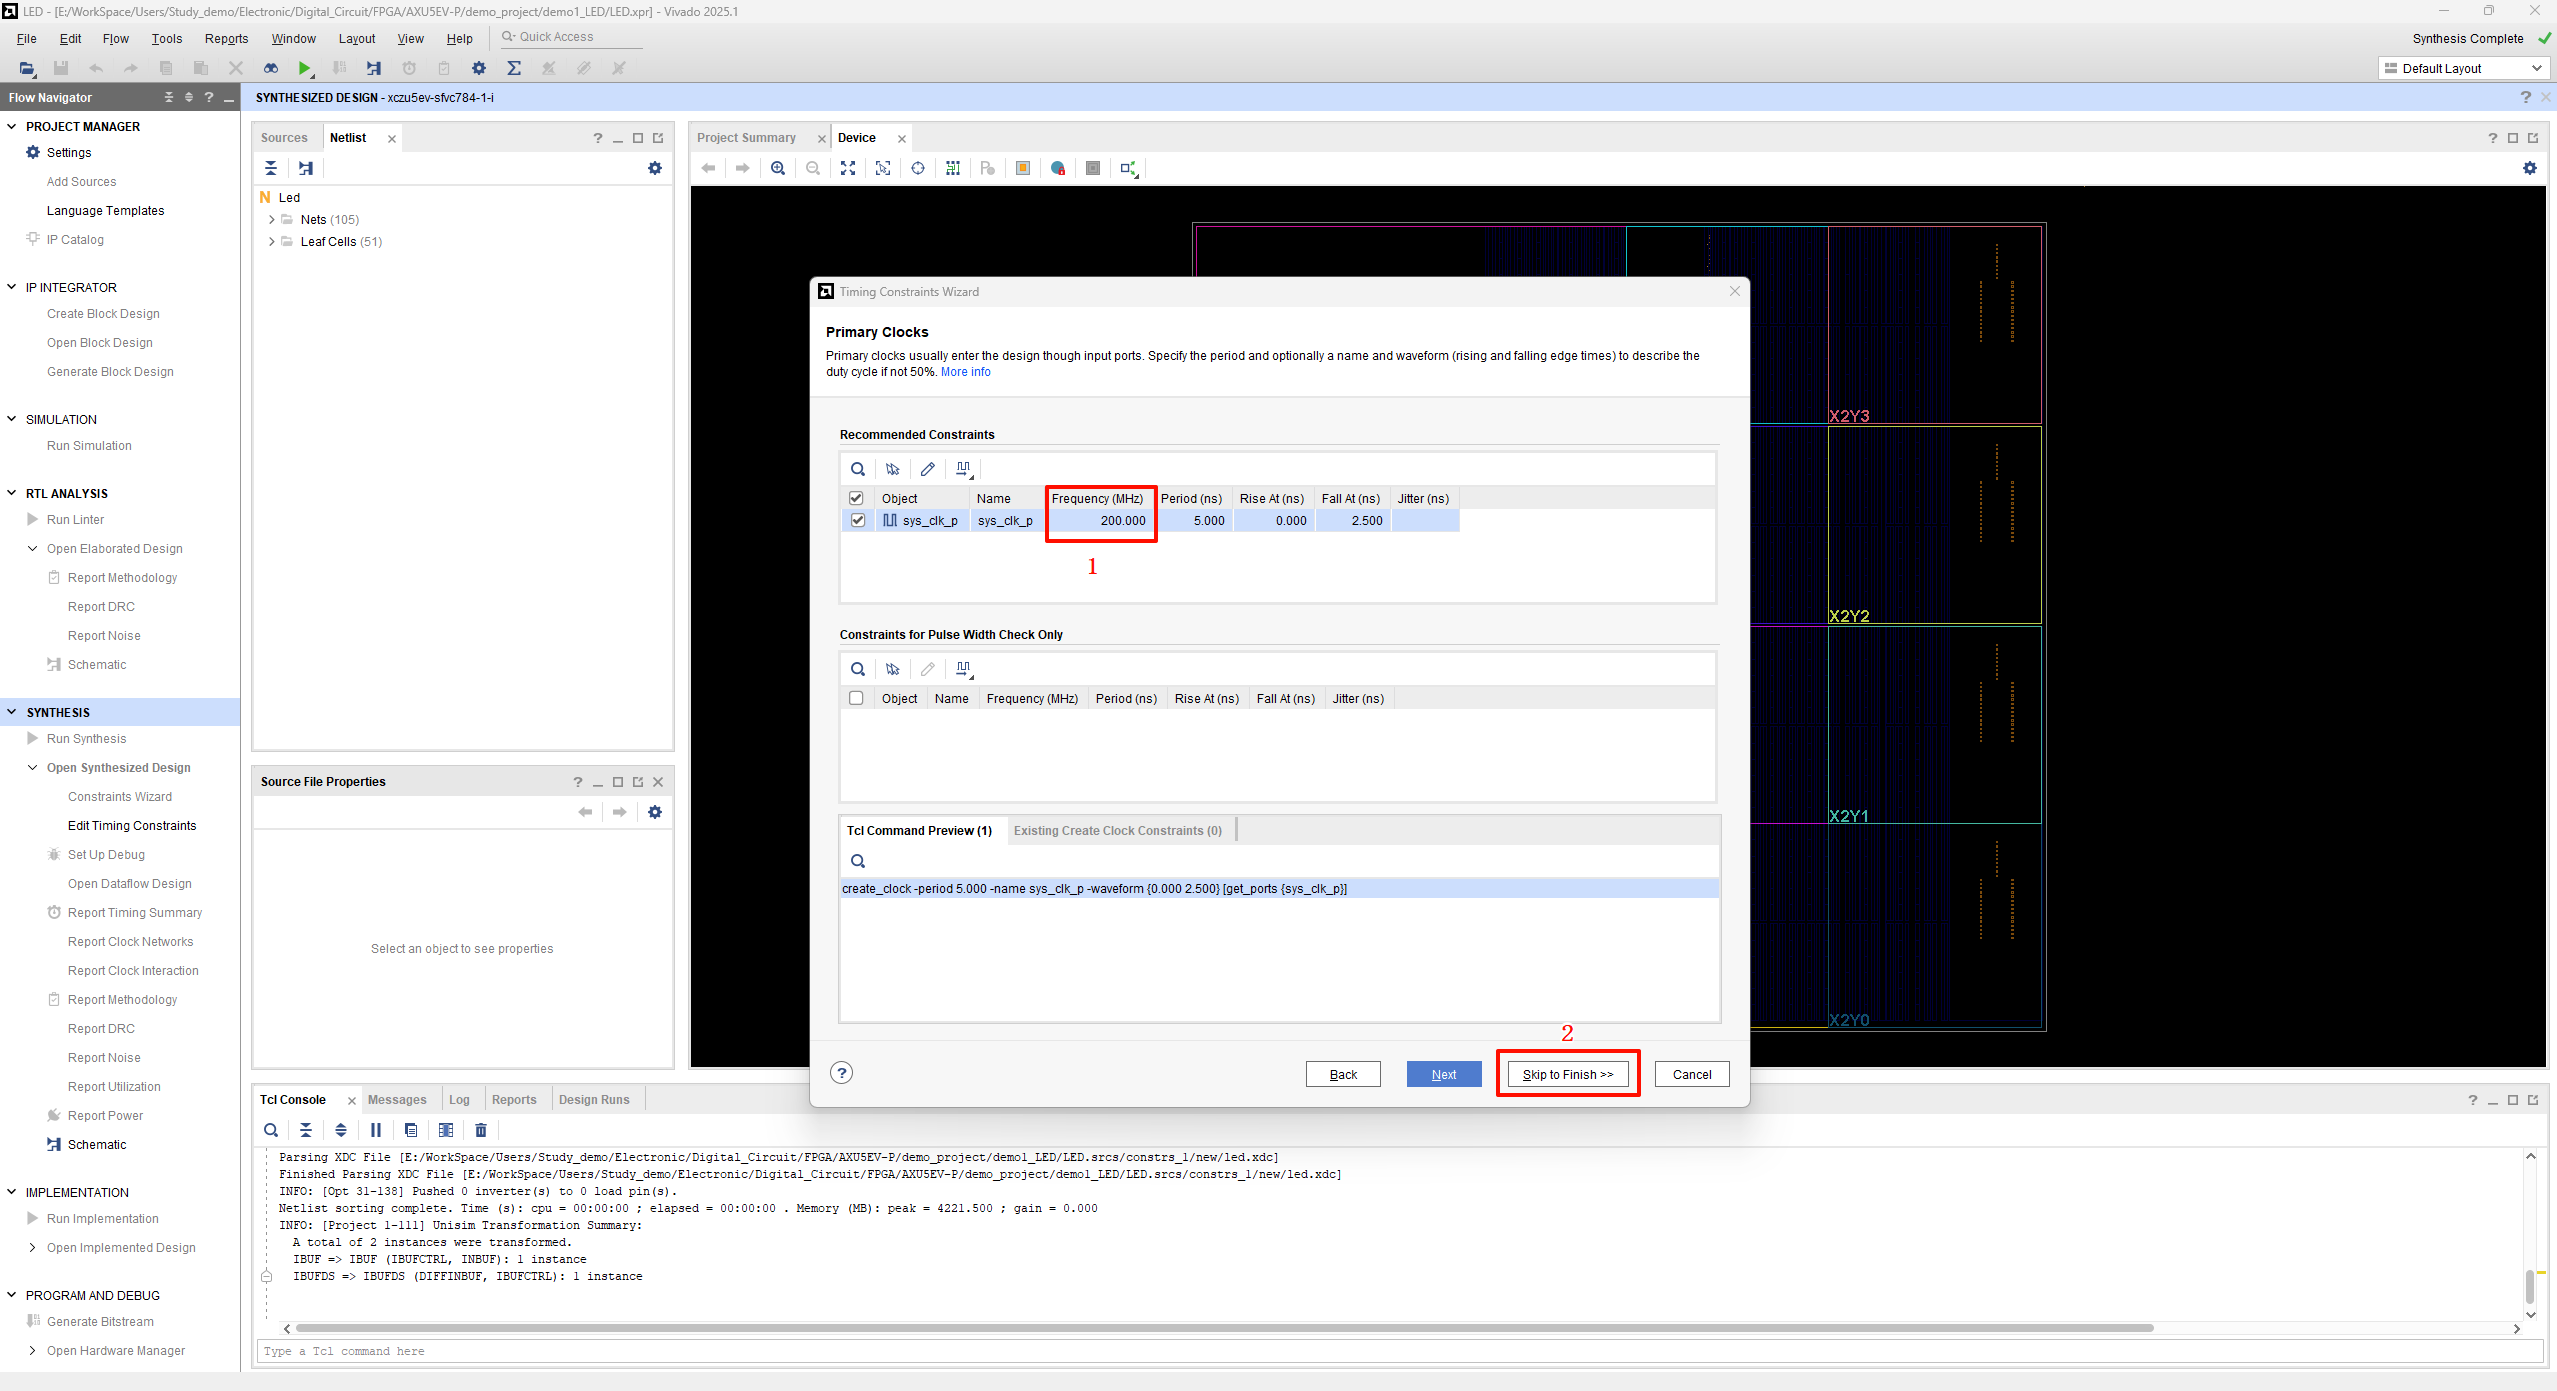 LED - [E:/WorkSpace/Users/Study_demo/Electronic/Digital_Circuit/FPGA/AXU5EV-P/demo_project/demo1_LED/LED.xpr] - Vivado 2025.1
File Edit Flow Tools Reports Window Layout View Help Quick Access
Synthesis Complete
Default Layout
Flow Navigator
SYNTHESIZED DESIGN - xczu5ev-sfvc784-1-i
PROJECT MANAGER
Settings
Add Sources
Language Templates
IP Catalog
IP INTEGRATOR
Create Block Design
Open Block Design
Generate Block Design
SIMULATION
Run Simulation
RTL ANALYSIS
Run Linter
Open Elaborated Design
Report Methodology
Report DRC
Report Noise
Schematic
SYNTHESIS
Run Synthesis
Open Synthesized Design
Constraints Wizard
Edit Timing Constraints
Set Up Debug
Open Dataflow Design
Report Timing Summary
Report Clock Networks
Report Clock Interaction
Report Methodology
Report DRC
Report Noise
Report Utilization
Report Power
Schematic
IMPLEMENTATION
Run Implementation
Open Implemented Design
PROGRAM AND DEBUG
Generate Bitstream
Open Hardware Manager
Sources Netlist
N Led
Nets (105)
Leaf Cells (51)
Source File Properties
Select an object to see properties
Project Summary Device
X2Y3
X2Y2
X2Y1
X2Y0
Timing Constraints Wizard
Primary Clocks
Primary clocks usually enter the design though input ports. Specify the period and optionally a name and waveform (rising and falling edge times) to describe the
duty cycle if not 50%. More info
Recommended Constraints
Object Name Frequency (MHz) Period (ns) Rise At (ns) Fall At (ns) Jitter (ns)
sys_clk_p sys_clk_p 200.000 5.000 0.000 2.500
1
Constraints for Pulse Width Check Only
Object Name Frequency (MHz) Period (ns) Rise At (ns) Fall At (ns) Jitter (ns)
Tcl Command Preview (1) Existing Create Clock Constraints (0)
create_clock -period 5.000 -name sys_clk_p -waveform {0.000 2.500} [get_ports {sys_clk_p}]
2
? Back Next Skip to Finish >> Cancel
Tcl Console Messages Log Reports Design Runs
Parsing XDC File [E:/WorkSpace/Users/Study_demo/Electronic/Digital_Circuit/FPGA/AXU5EV-P/demo_project/demo1_LED/LED.srcs/constrs_1/new/led.xdc]
Finished Parsing XDC File [E:/WorkSpace/Users/Study_demo/Electronic/Digital_Circuit/FPGA/AXU5EV-P/demo_project/demo1_LED/LED.srcs/constrs_1/new/led.xdc]
INFO: [Opt 31-138] Pushed 0 inverter(s) to 0 load pin(s).
Netlist sorting complete. Time (s): cpu = 00:00:00 ; elapsed = 00:00:00 . Memory (MB): peak = 4221.500 ; gain = 0.000
INFO: [Project 1-111] Unisim Transformation Summary:
A total of 2 instances were transformed.
IBUF => IBUF (IBUFCTRL, INBUF): 1 instance
IBUFDS => IBUFDS (DIFFINBUF, IBUFCTRL): 1 instance
Type a Tcl command here